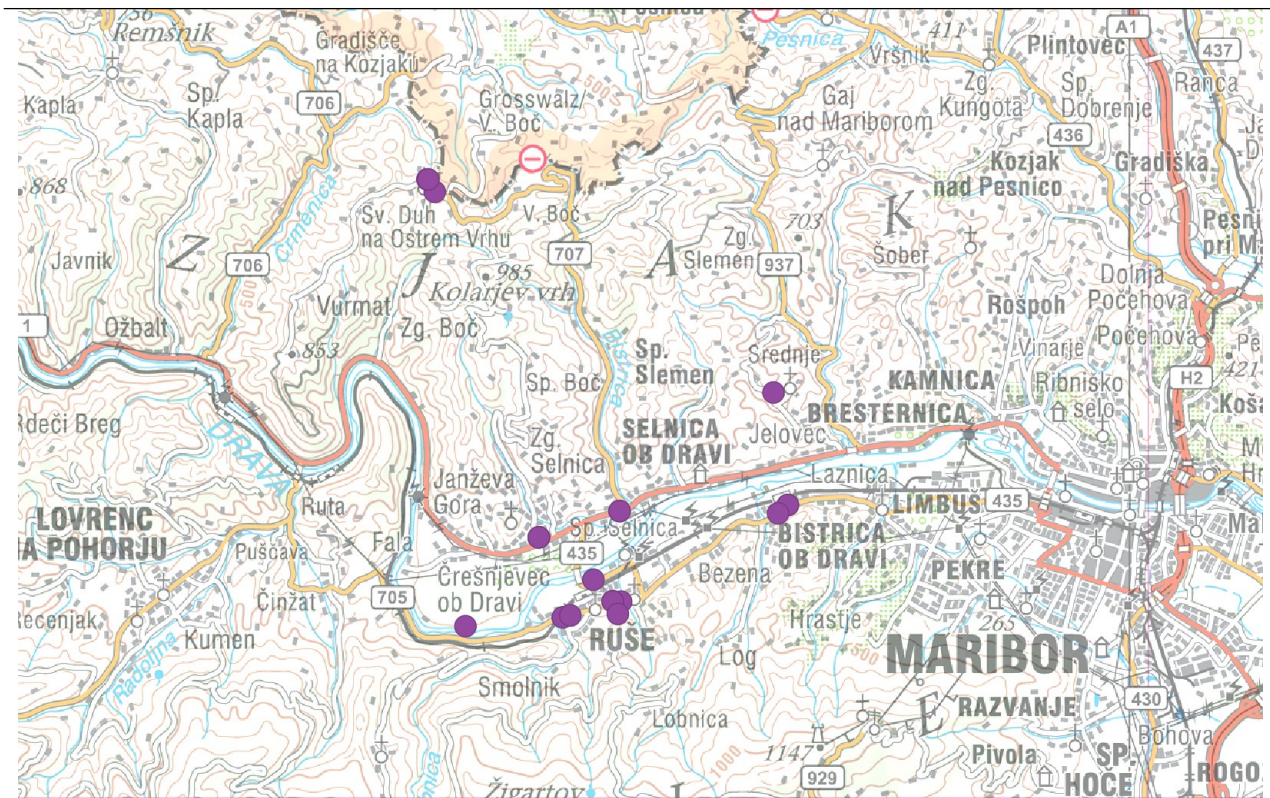 Remšnik
Gradišče
na Kozjaku
Pesnica
411
Vršnik
Plintovec
A1
437
Ranca
Kapla
Sp.
Kapla
706
Grosswalz/
V. Boč
500
Gaj
nad Mariborom
Zg.
Kungota
Sp.
Dobrenje
436
Kozjak
nad Pesnico
Gradiška
868
Črmenica
Sv. Duh
na Ostrem Vrhu
V. Boč
703
K
Šober
Javnik
Z
706
J
985
Kolarjev vrh
707
A
Zg.
Slemen
937
Dolnja
Počehova
Rošpoh
1
Ožbalt
Vurmat
853
Zg. Boč
Bistrica
Sp.
Slemen
Srednje
Vinarje
Počehova
421
Sp. Boč
KAMNICA
Ribniško
selo
H2
Rdeči Breg
DRAVA
Zg.
Selnica
SELNICA
OB DRAVI
BRESTERNICA
Jelovec
Laznica
Janževa
Gora
Ruta
LOVRENC
Fala
Puščava
Sp. Selnica
435
LIMBUŠ
435
BISTRICA
OB DRAVI
705
Činžat
Črešnjevec
ob Dravi
Bezena
PEKRE
Kumen
Radoljna
RUŠE
Hrastje
265
Log
MARIBOR
Smolnik
Lobnica
1000
1147
E
RAZVANJE
430
Bohova
Pivola
SP.
HOČE
929
Žigartov